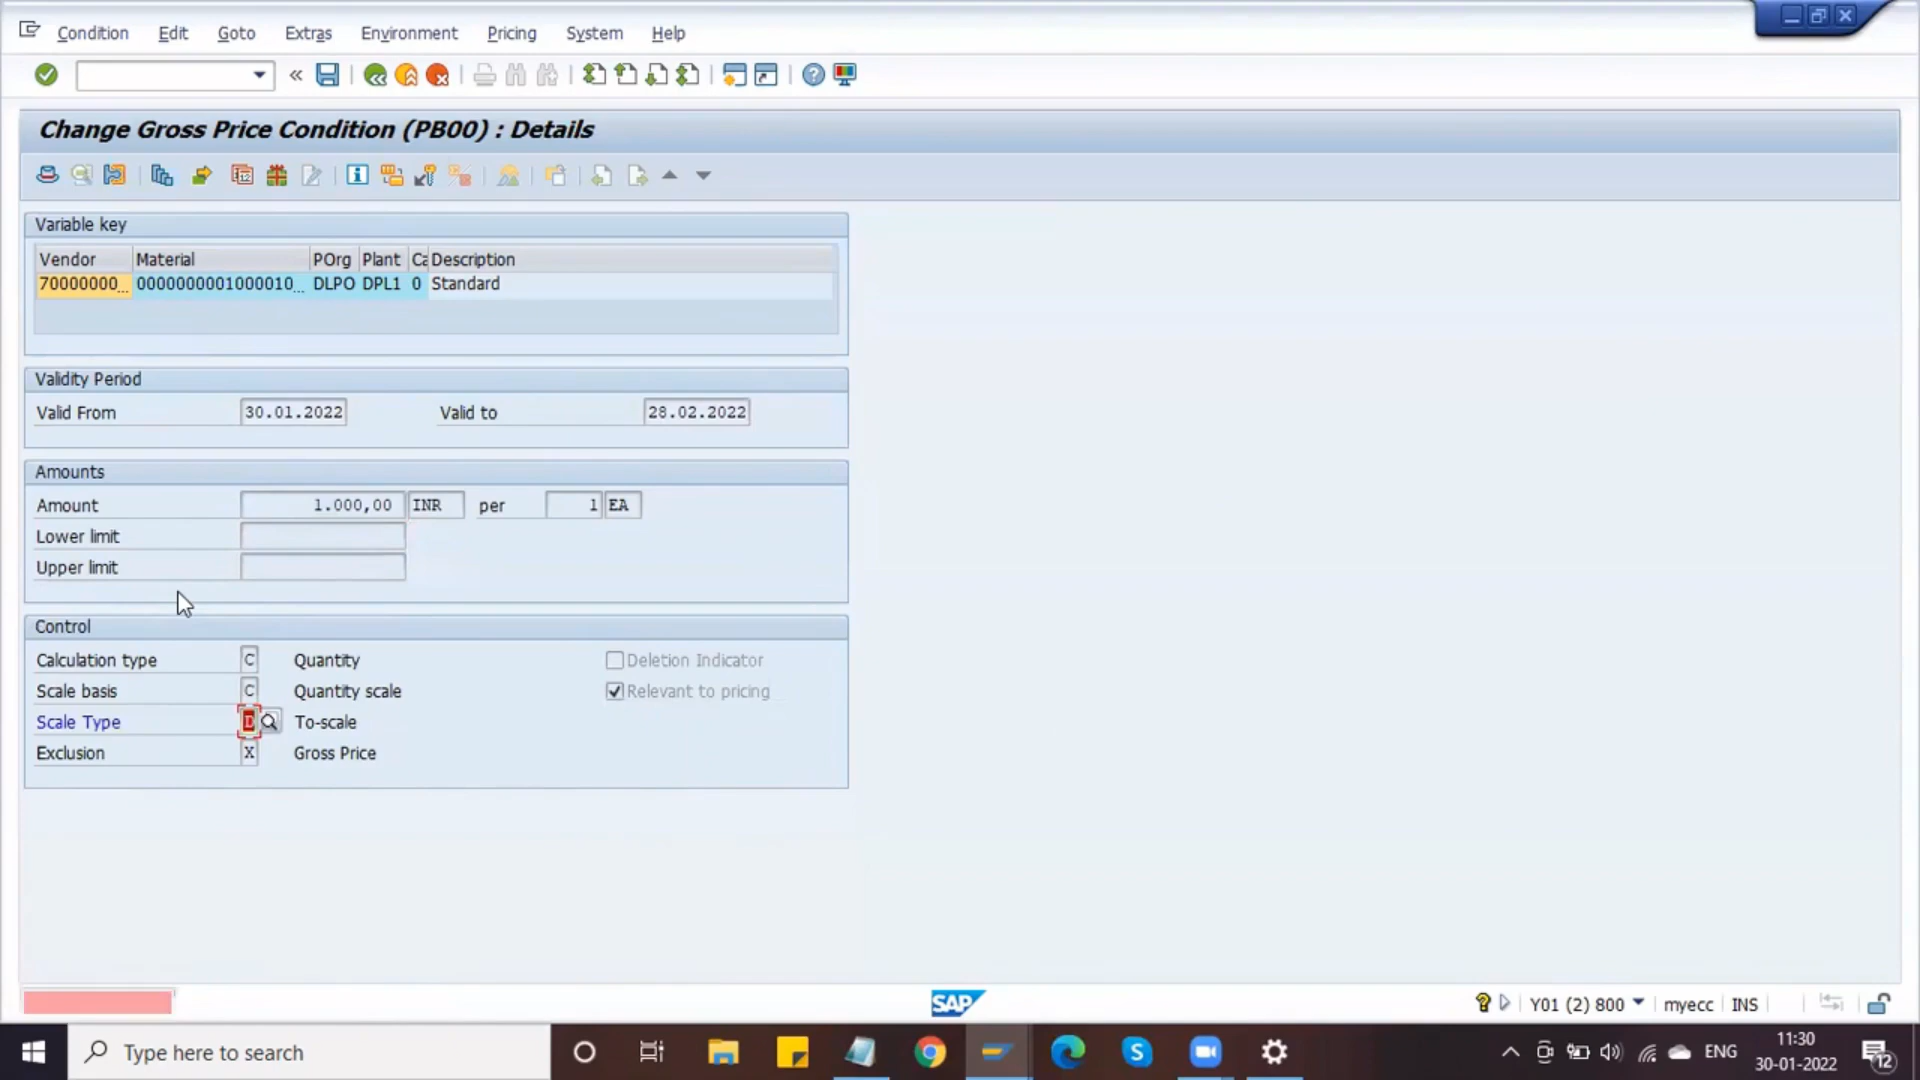 Condition Edit Goto Extras Environment Pricing System Help
Change Gross Price Condition (PB00) : Details
Variable key
Vendor Material POrg Plant Ca Description
70000000... 0000000001000010... DLPO DPL1 0 Standard
Validity Period
Valid From 30.01.2022 Valid to 28.02.2022
Amounts
Amount 1.000,00 INR per 1 EA
Lower limit
Upper limit
Control
Calculation type C Quantity Deletion Indicator
Scale basis C Quantity scale Relevant to pricing
Scale Type D To-scale
Exclusion X Gross Price
SAP
Y01 (2) 800 myecc INS
Type here to search
ENG
11:30
30-01-2022
12